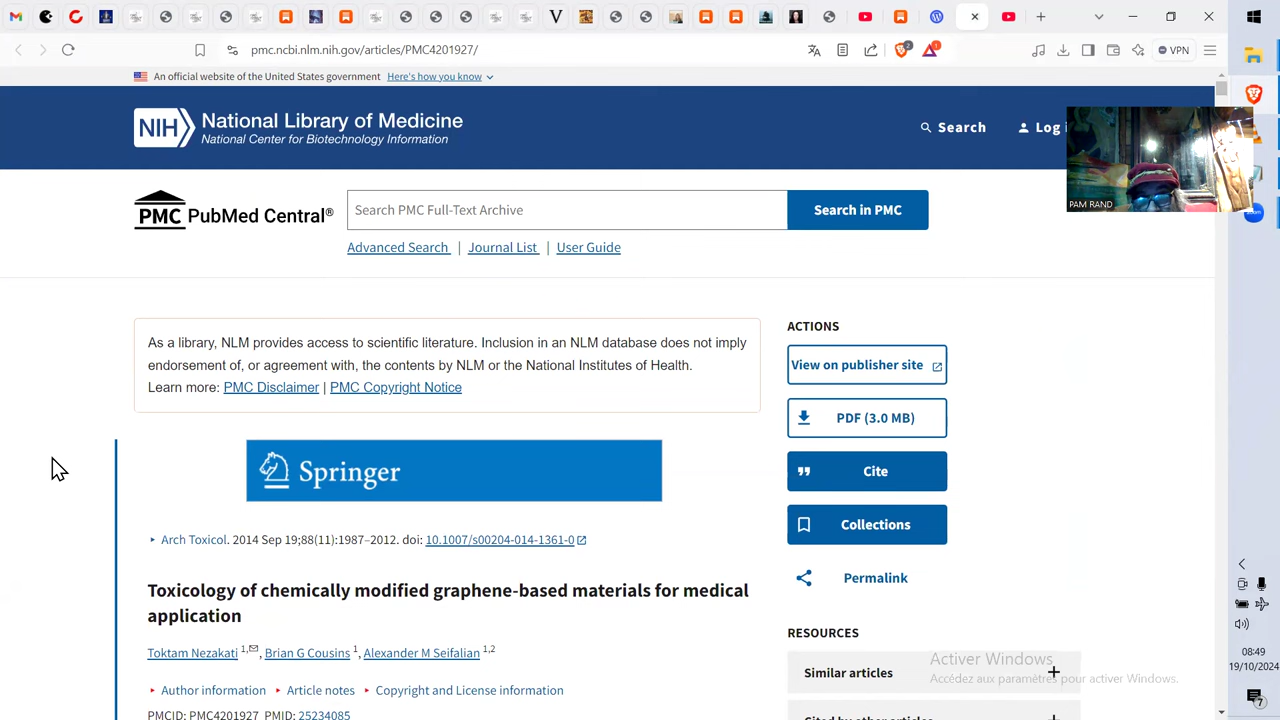 pmc.ncbi.nlm.nih.gov/articles/PMC4201927/
VPN
An official website of the United States government Here's how you know
NIH National Library of Medicine
National Center for Biotechnology Information
Search
Log i
PAM RAND
PMC PubMed Central®
Search PMC Full-Text Archive
Search in PMC
Advanced Search | Journal List | User Guide
As a library, NLM provides access to scientific literature. Inclusion in an NLM database does not imply
endorsement of, or agreement with, the contents by NLM or the National Institutes of Health.
Learn more: PMC Disclaimer | PMC Copyright Notice
ACTIONS
View on publisher site
PDF (3.0 MB)
Cite
Collections
Permalink
Springer
Arch Toxicol. 2014 Sep 19;88(11):1987–2012. doi: 10.1007/s00204-014-1361-0
Toxicology of chemically modified graphene-based materials for medical
application
Toktam Nezakati 1,✉, Brian G Cousins 1, Alexander M Seifalian 1,2
Author information Article notes Copyright and License information
PMCID: PMC4201927 PMID: 25234085
RESOURCES
Similar articles
Cited by other articles
Activer Windows
Accédez aux paramètres pour activer Windows.
08:49
19/10/2024
7